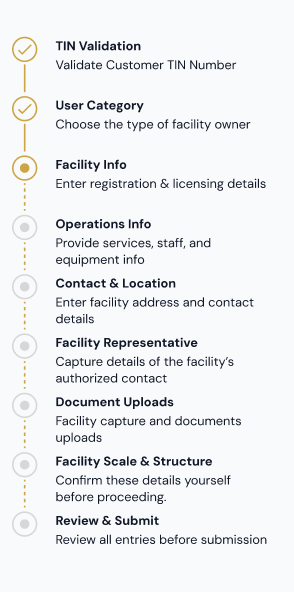 TIN Validation
Validate Customer TIN Number
User Category
Choose the type of facility owner
Facility Info
Enter registration & licensing details
Operations Info
Provide services, staff, and
equipment info
Contact & Location
Enter facility address and contact
details
Facility Representative
Capture details of the facility's
authorized contact
Document Uploads
Facility capture and documents
uploads
Facility Scale & Structure
Confirm these details yourself
before proceeding.
Review & Submit
Review all entries before submission